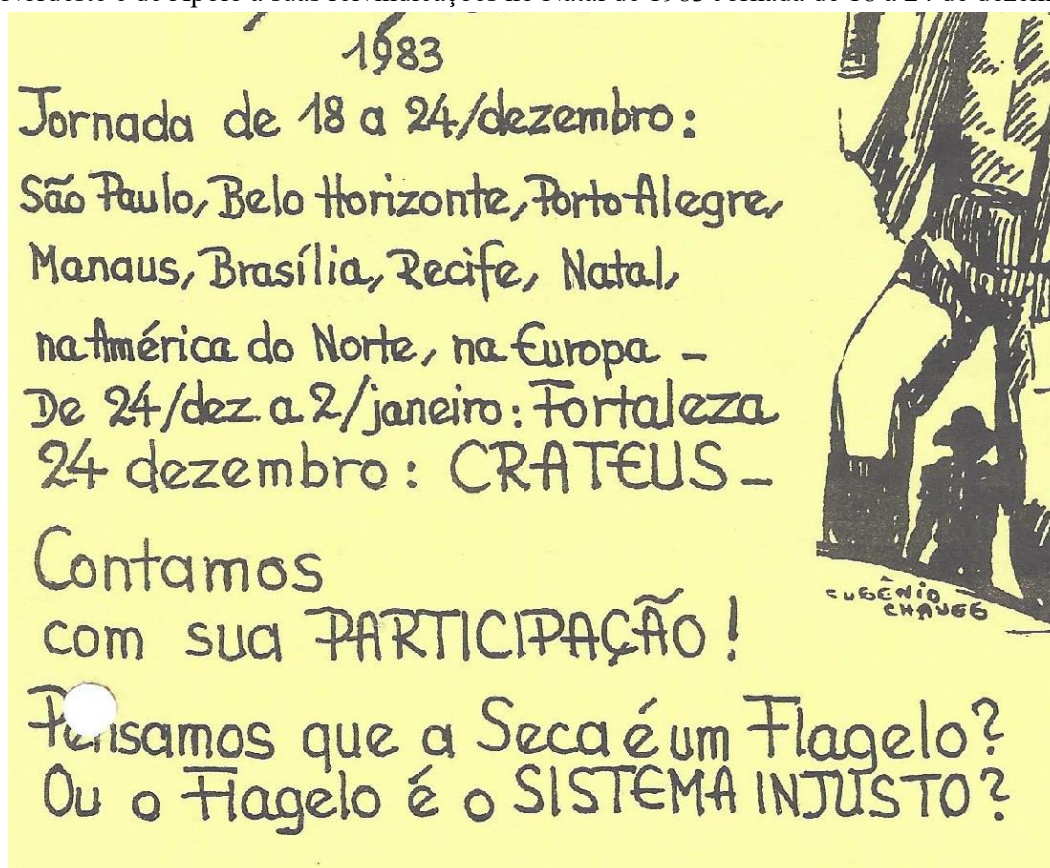 1983
Jornada de 18 a 24/dezembro:
São Paulo, Belo Horizonte, Porto Alegre,
Manaus, Brasília, Recife, Natal,
na América do Norte, na Europa -
De 24/dez a 2/janeiro: Fortaleza
24 dezembro: CRATEUS -
Contamos
com sua PARTICIPAÇÃO!
EUGÊNIO
CHAVES
Pensamos que a Seca é um Flagelo?
Ou o Flagelo é o SISTEMA INJUSTO?